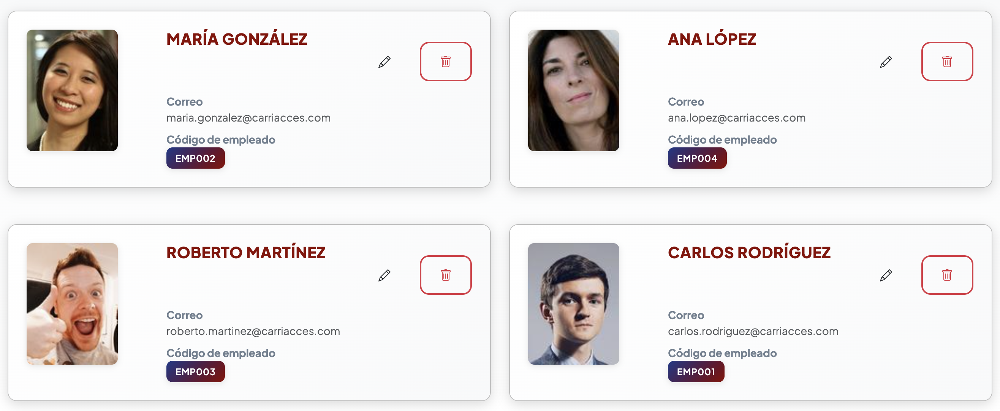 MARÍA GONZÁLEZ
Correo
maria.gonzalez@carriacces.com
Código de empleado
EMP002
ANA LÓPEZ
Correo
ana.lopez@carriacces.com
Código de empleado
EMP004
ROBERTO MARTÍNEZ
Correo
roberto.martinez@carriacces.com
Código de empleado
EMP003
CARLOS RODRÍGUEZ
Correo
carlos.rodriguez@carriacces.com
Código de empleado
EMP001